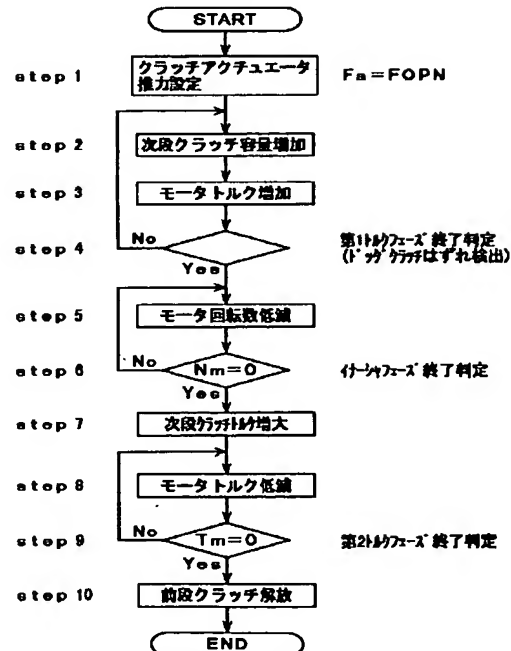 START
step 1
クラッチアクチュエータ
推力設定
Fa=FOPN
step 2
次段クラッチ容量増加
step 3
モータトルク増加
No
step 4
第1トルクフェーズ終了判定
(ドッグクラッチはずれ検出)
Yes
step 5
モータ回転数低減
No
step 6
Nm=0
イナーシャフェーズ終了判定
Yes
step 7
次段クラッチトルク増大
step 8
モータトルク低減
No
step 9
Tm=0
第2トルクフェーズ終了判定
Yes
step 10
前段クラッチ解放
END